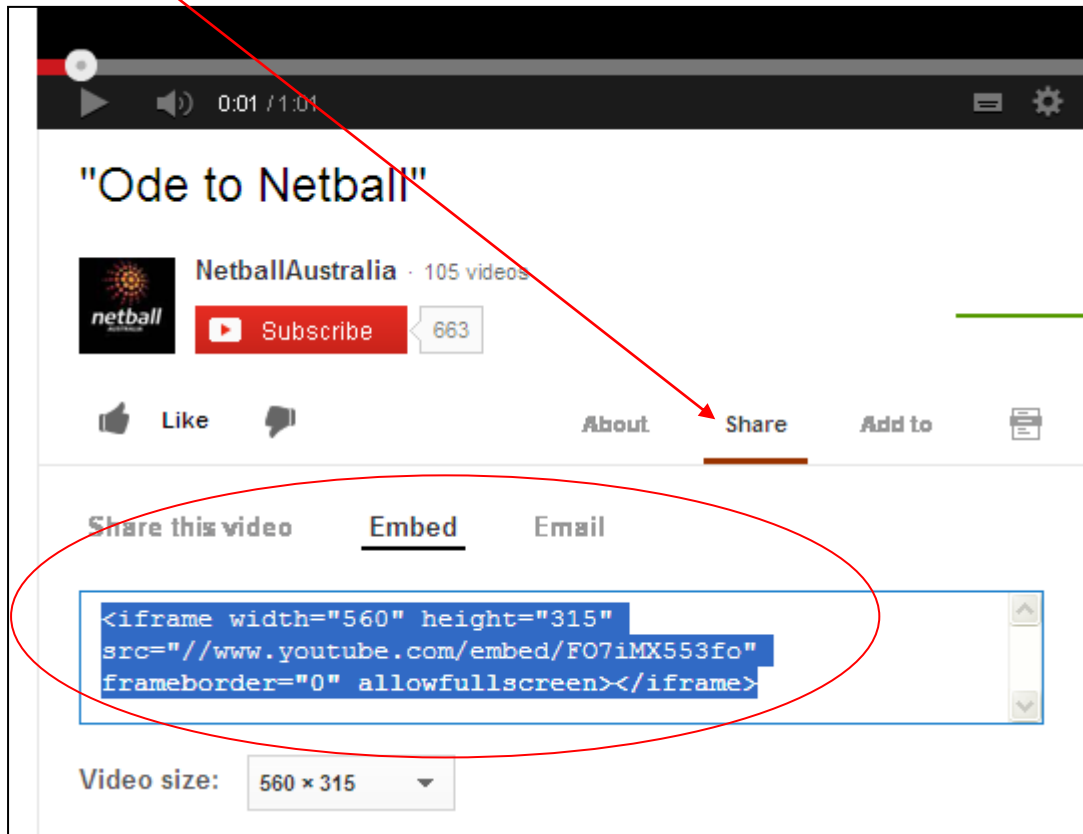 0:01 / 1:01
"Ode to Netball"
NetballAustralia · 105 videos
netball
AUSTRALIA
Subscribe 663
Like About Share Add to
Share this video Embed Email
<iframe width="560" height="315"
src="//www.youtube.com/embed/FO7iMX553fo"
frameborder="0" allowfullscreen></iframe>
Video size: 560 × 315